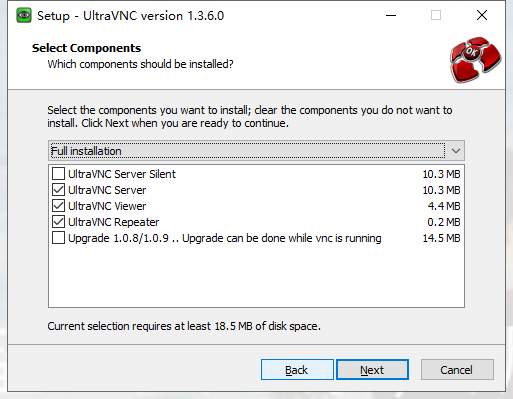 Setup - UltraVNC version 1.3.6.0
Select Components
Which components should be installed?
OK
Select the components you want to install; clear the components you do not want to
install. Click Next when you are ready to continue.
Full installation
UltraVNC Server Silent 10.3 MB
UltraVNC Server 10.3 MB
UltraVNC Viewer 4.4 MB
UltraVNC Repeater 0.2 MB
Upgrade 1.0.8/1.0.9 .. Upgrade can be done while vnc is running 14.5 MB
Current selection requires at least 18.5 MB of disk space.
Back Next Cancel